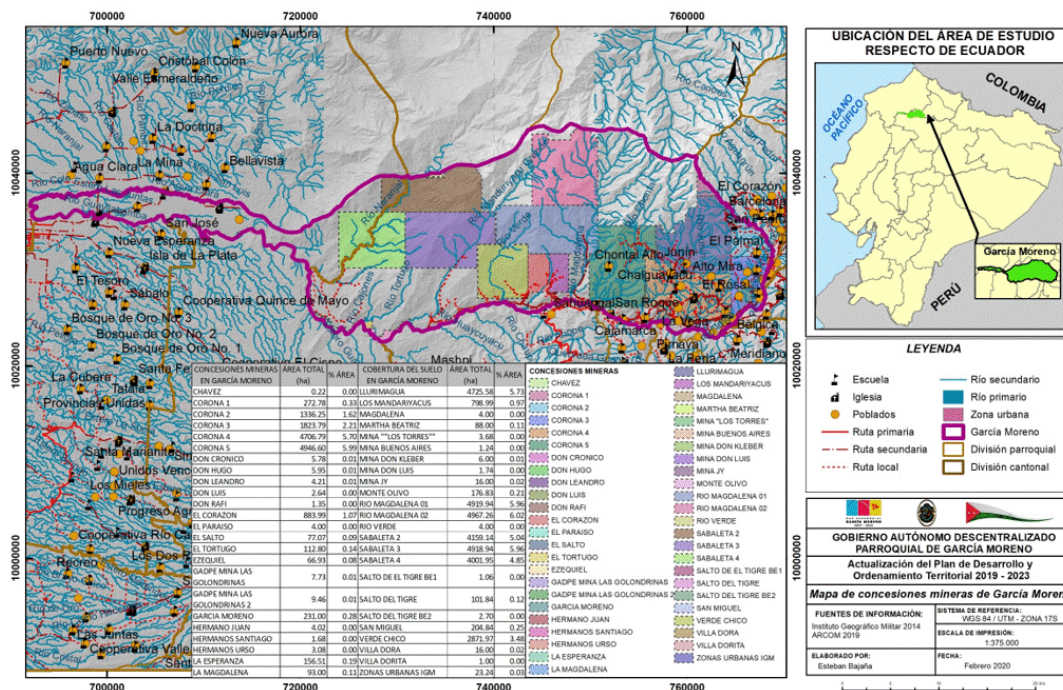 700000 720000 740000 760000
10040000
10020000
10000000
Nueva Aurora
Puerto Nuevo
Cristobal Colón
Valle Esmeraldeño
La Doctrina
La Mina
Agua Clara
Bellavista
San José
Nueva Esperanza
Isla de La Plata
El Tesoro
Sábalo
Cooperativa Quince de Mayo
Bosque de Oro No. 3
Bosque de Oro No. 2
Bosque de Oro No. 1
Santa Fe
La Cubera
Provincias Unidas
Santa Marianita
Unidos Venc
Los Mieles
Progreso Ag
Cooperativa Río Ca
Los Dos R
Recreo
Las Juntas
Cooperativa Valle
Mashpi
El Corazón
Barcelona
El Palmal
Junín
Chontal Alto
Alto Mira
Chalguayacu
El Rosal
San Roque
Cajamarca
La Vega
Pimaya
La Feria
Meridiano
N
CONCESIONES MINERAS EN GARCÍA MORENO ÁREA TOTAL (ha) % ÁREA COBERTURA DEL SUELO EN GARCÍA MORENO ÁREA TOTAL (ha) % ÁREA
CHAVEZ 0.22 0.00 LLURIMAGUA 4725.58 5.73
CORONA 1 272.78 0.33 LOS MANDARIYACUS 798.99 0.97
CORONA 2 1336.25 1.62 MAGDALENA 4.00 0.00
CORONA 3 1823.79 2.21 MARTHA BEATRIZ 88.00 0.11
CORONA 4 4706.79 5.70 MINA ""LOS TORRES"" 3.68 0.00
CORONA 5 4946.60 5.99 MINA BUENOS AIRES 1.24 0.00
DON CRONICO 5.78 0.01 MINA DON KLEBER 6.00 0.01
DON HUGO 5.95 0.01 MINA DON LUIS 1.74 0.00
DON LEANDRO 4.21 0.01 MINA JY 16.00 0.02
DON LUIS 2.64 0.00 MONTE OLIVO 176.83 0.21
DON RAFI 1.35 0.00 RIO MAGDALENA 01 4919.94 5.96
EL CORAZON 883.99 1.07 RIO MAGDALENA 02 4967.26 6.02
EL PARAISO 4.00 0.00 RIO VERDE 4.00 0.00
EL SALTO 77.07 0.09 SABALETA 2 4159.14 5.04
EL TORTUGO 112.80 0.14 SABALETA 3 4918.94 5.96
EZEQUIEL 66.93 0.08 SABALETA 4 4001.95 4.85
GADPE MINA LAS GOLONDRINAS 7.73 0.01 SALTO DE EL TIGRE BE1 1.06 0.00
GADPE MINA LAS GOLONDRINAS 2 9.46 0.01 SALTO DEL TIGRE 101.84 0.12
GARCIA MORENO 231.00 0.28 SALTO DEL TIGRE BE2 2.70 0.00
HERMANO JUAN 4.02 0.00 SAN MIGUEL 204.84 0.25
HERMANOS SANTIAGO 1.68 0.00 VERDE CHICO 2871.97 3.48
HERMANOS URSO 3.08 0.00 VILLA DORA 16.00 0.02
LA ESPERANZA 156.51 0.19 VILLA DORITA 1.00 0.00
LA MAGDALENA 93.00 0.11 ZONAS URBANAS IGM 23.24 0.03
CONCESIONES MINERAS
CHAVEZ
CORONA 1
CORONA 2
CORONA 3
CORONA 4
CORONA 5
DON CRONICO
DON HUGO
DON LEANDRO
DON LUIS
DON RAFI
EL CORAZON
EL PARAISO
EL SALTO
EL TORTUGO
EZEQUIEL
GADPE MINA LAS GOLONDRINAS
GADPE MINA LAS GOLONDRINAS 2
GARCIA MORENO
HERMANO JUAN
HERMANOS SANTIAGO
HERMANOS URSO
LA ESPERANZA
LA MAGDALENA
LLURIMAGUA
LOS MANDARIYACUS
MAGDALENA
MARTHA BEATRIZ
MINA "LOS TORRES"
MINA BUENOS AIRES
MINA DON KLEBER
MINA DON LUIS
MINA JY
MONTE OLIVO
RIO MAGDALENA 01
RIO MAGDALENA 02
RIO VERDE
SABALETA 2
SABALETA 3
SABALETA 4
SALTO DE EL TIGRE BE1
SALTO DEL TIGRE
SALTO DEL TIGRE BE2
SAN MIGUEL
VERDE CHICO
VILLA DORA
VILLA DORITA
ZONAS URBANAS IGM
700000 720000 740000 760000
UBICACIÓN DEL ÁREA DE ESTUDIO
RESPECTO DE ECUADOR
OCÉANO PACÍFICO
COLOMBIA
PERÚ
García Moreno
LEYENDA
Escuela
Iglesia
Poblados
Ruta primaria
Ruta secundaria
Ruta local
Río secundario
Río primario
Zona urbana
García Moreno
División parroquial
División cantonal
GOBIERNO AUTÓNOMO DESCENTRALIZADO
PARROQUIAL DE GARCÍA MORENO
Actualización del Plan de Desarrollo y
Ordenamiento Territorial 2019 - 2023
Mapa de concesiones mineras de García Moren
FUENTES DE INFORMACIÓN:
Instituto Geográfico Militar 2014
ARCOM 2019
SISTEMA DE REFERENCIA:
WGS 84 / UTM - ZONA 17S
ESCALA DE IMPRESIÓN:
1:375.000
ELABORADO POR:
Esteban Bajaña
FECHA:
Febrero 2020